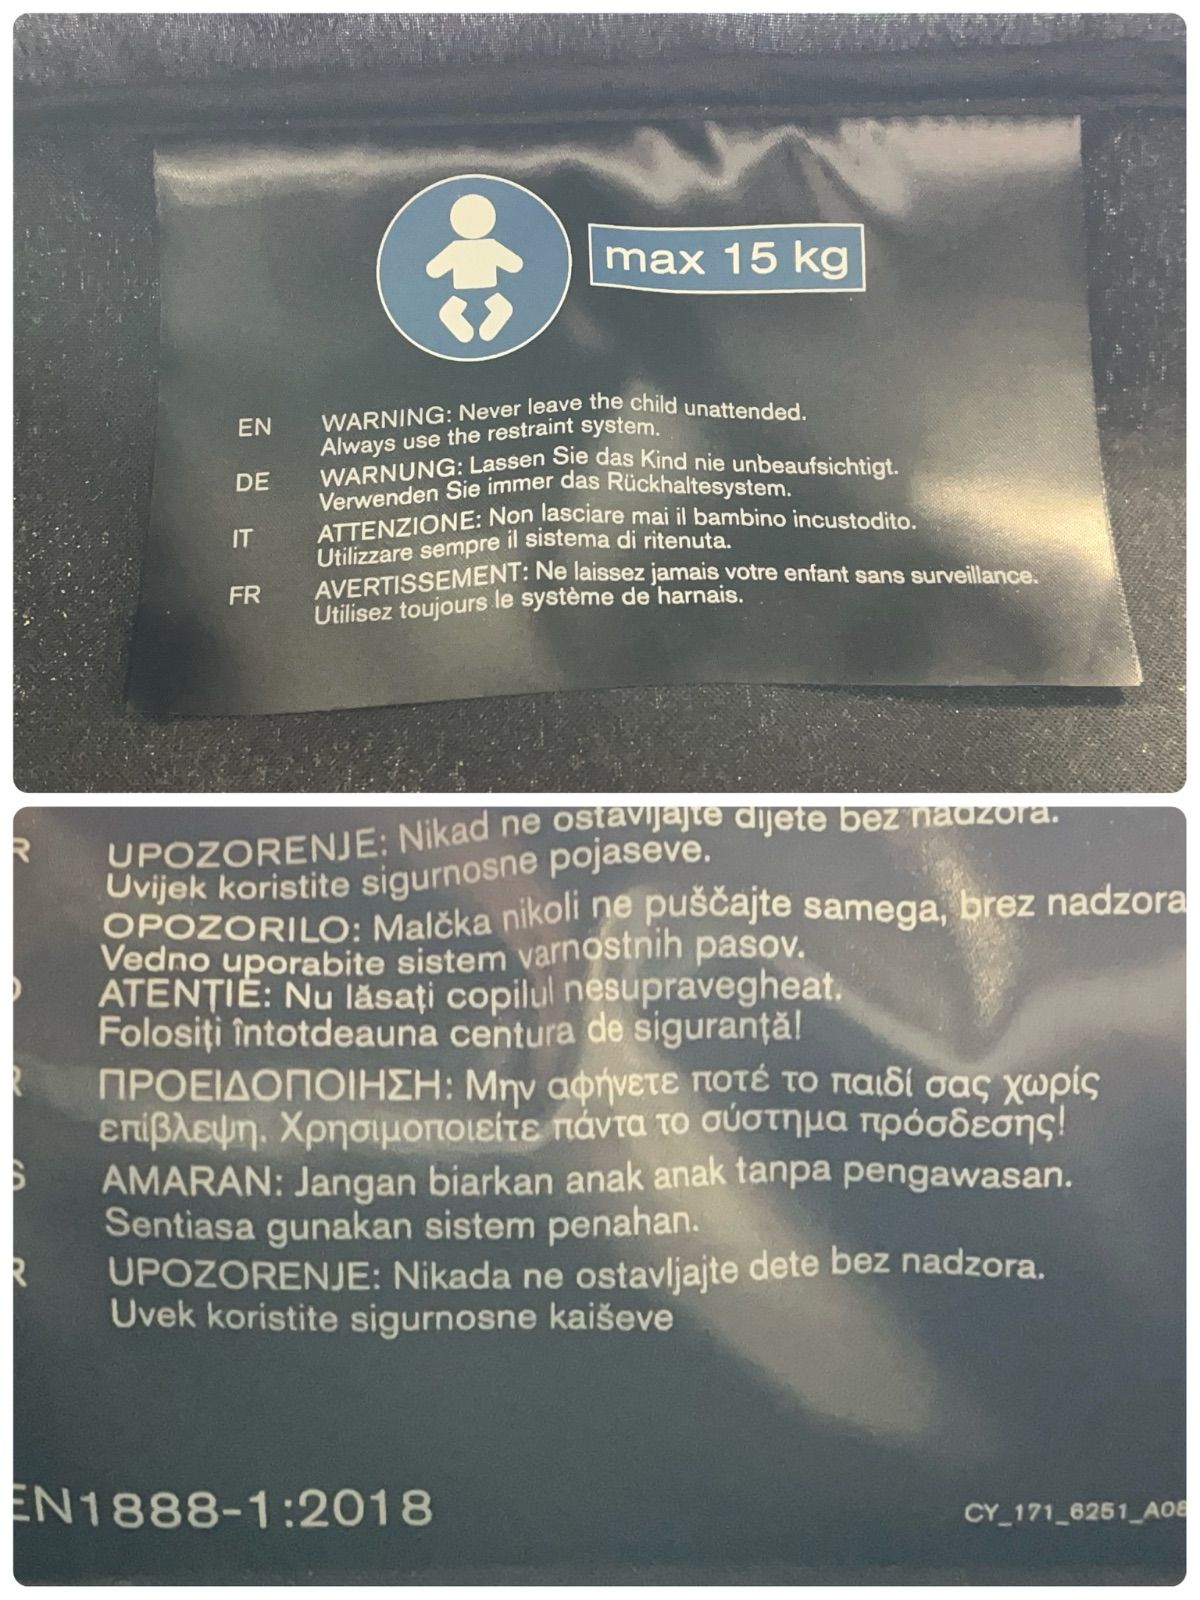 max 15 kg
EN WARNING: Never leave the child unattended.
Always use the restraint system.
DE WARNUNG: Lassen Sie das Kind nie unbeaufsichtigt.
Verwenden Sie immer das Rückhaltesystem.
IT ATTENZIONE: Non lasciare mai il bambino incustodito.
Utilizzare sempre il sistema di ritenuta.
FR AVERTISSEMENT: Ne laissez jamais votre enfant sans surveillance.
Utilisez toujours le système de harnais.
R UPOZORENJE: Nikad ne ostavljajte dijete bez nadzora.
Uvijek koristite sigurnosne pojaseve.
OPOZORILO: Malčka nikoli ne puščajte samega, brez nadzora
Vedno uporabite sistem varnostnih pasov.
ATENȚIE: Nu lăsați copilul nesupravegheat.
Folosiți întotdeauna centura de siguranță!
R ΠΡΟΕΙΔΟΠΟΙΗΣΗ: Μην αφήνετε ποτέ το παιδί σας χωρίς
επίβλεψη. Χρησιμοποιείτε πάντα το σύστημα πρόσδεσης!
S AMARAN: Jangan biarkan anak anak tanpa pengawasan.
Sentiasa gunakan sistem penahan.
R UPOZORENJE: Nikada ne ostavljajte dete bez nadzora.
Uvek koristite sigurnosne kaiševe
EN1888-1:2018
CY_171_6251_A08